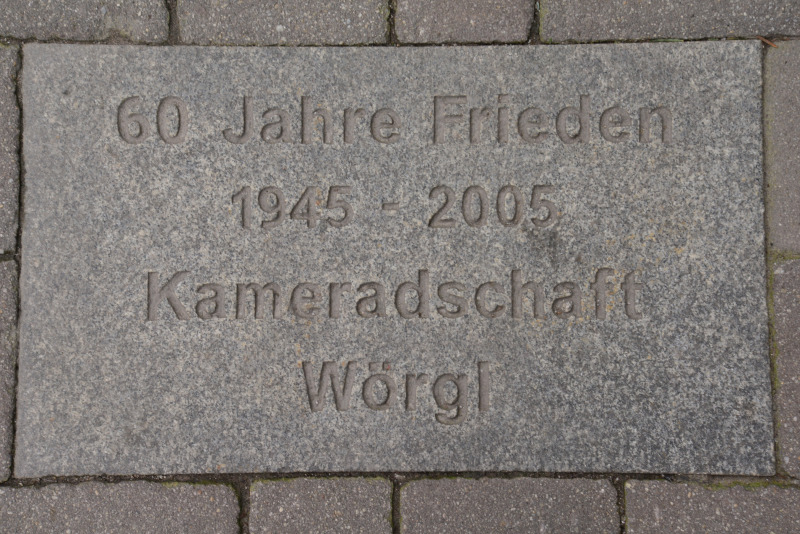 60 Jahre Frieden
1945 - 2005
Kameradschaft
Wörgl